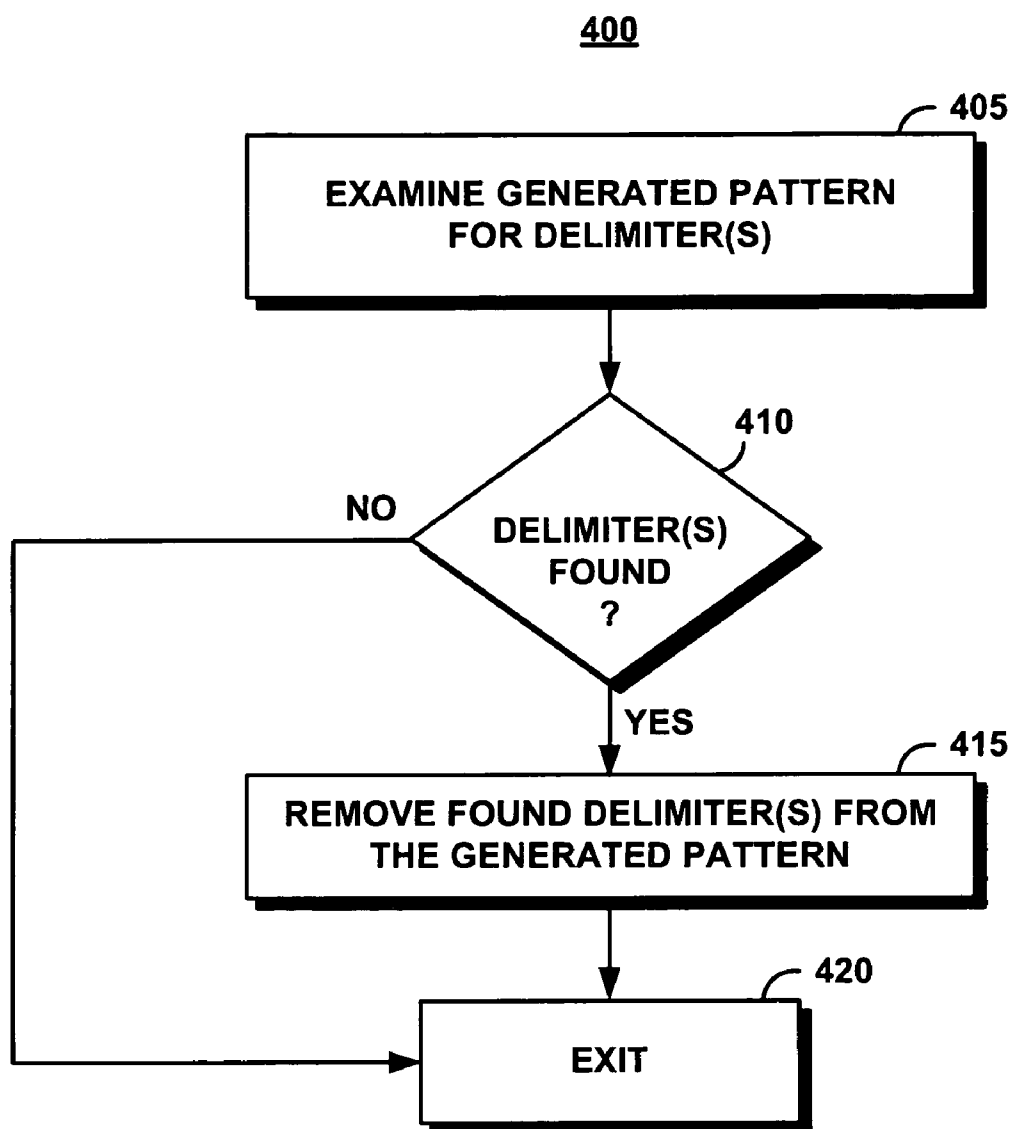 400
405
EXAMINE GENERATED PATTERN
FOR DELIMITER(S)
410
NO
DELIMITER(S)
FOUND
?
YES
415
REMOVE FOUND DELIMITER(S) FROM
THE GENERATED PATTERN
420
EXIT